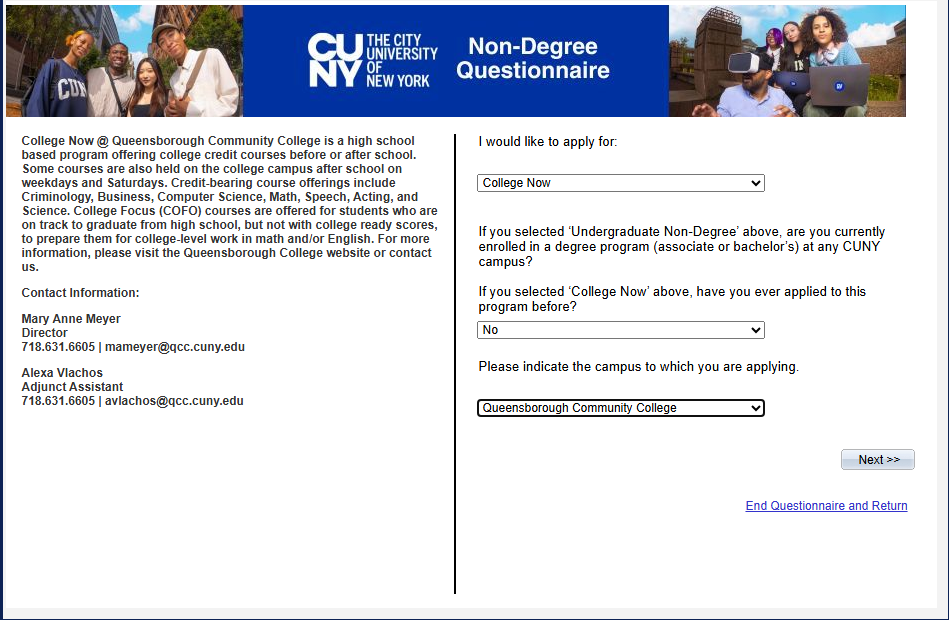 CUNY THE CITY UNIVERSITY OF NEW YORK
Non-Degree
Questionnaire
College Now @ Queensborough Community College is a high school
based program offering college credit courses before or after school.
Some courses are also held on the college campus after school on
weekdays and Saturdays. Credit-bearing course offerings include
Criminology, Business, Computer Science, Math, Speech, Acting, and
Science. College Focus (COFO) courses are offered for students who are
on track to graduate from high school, but not with college ready scores,
to prepare them for college-level work in math and/or English. For more
information, please visit the Queensborough College website or contact
us.
Contact Information:
Mary Anne Meyer
Director
718.631.6605 | mameyer@qcc.cuny.edu
Alexa Vlachos
Adjunct Assistant
718.631.6605 | avlachos@qcc.cuny.edu
I would like to apply for:
College Now
If you selected ‘Undergraduate Non-Degree’ above, are you currently
enrolled in a degree program (associate or bachelor’s) at any CUNY
campus?
If you selected ‘College Now’ above, have you ever applied to this
program before?
No
Please indicate the campus to which you are applying.
Queensborough Community College
Next >>
End Questionnaire and Return